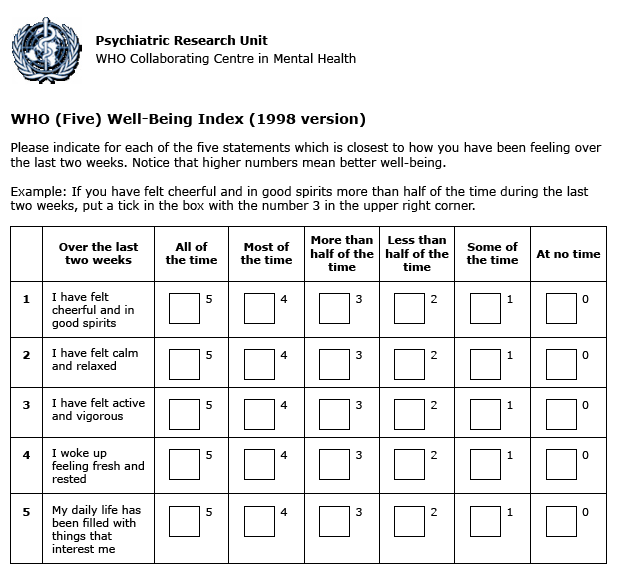 Psychiatric Research Unit
WHO Collaborating Centre in Mental Health
WHO (Five) Well-Being Index (1998 version)
Please indicate for each of the five statements which is closest to how you have been feeling over
the last two weeks. Notice that higher numbers mean better well-being.
Example: If you have felt cheerful and in good spirits more than half of the time during the last
two weeks, put a tick in the box with the number 3 in the upper right corner.
Over the last
two weeks
All of
the time
Most of
the time
More than
half of the
time
Less than
half of the
time
Some of
the time
At no time
1
I have felt
cheerful and in
good spirits
5 4 3 2 1 0
2
I have felt calm
and relaxed
5 4 3 2 1 0
3
I have felt active
and vigorous
5 4 3 2 1 0
4
I woke up
feeling fresh and
rested
5 4 3 2 1 0
5
My daily life has
been filled with
things that
interest me
5 4 3 2 1 0